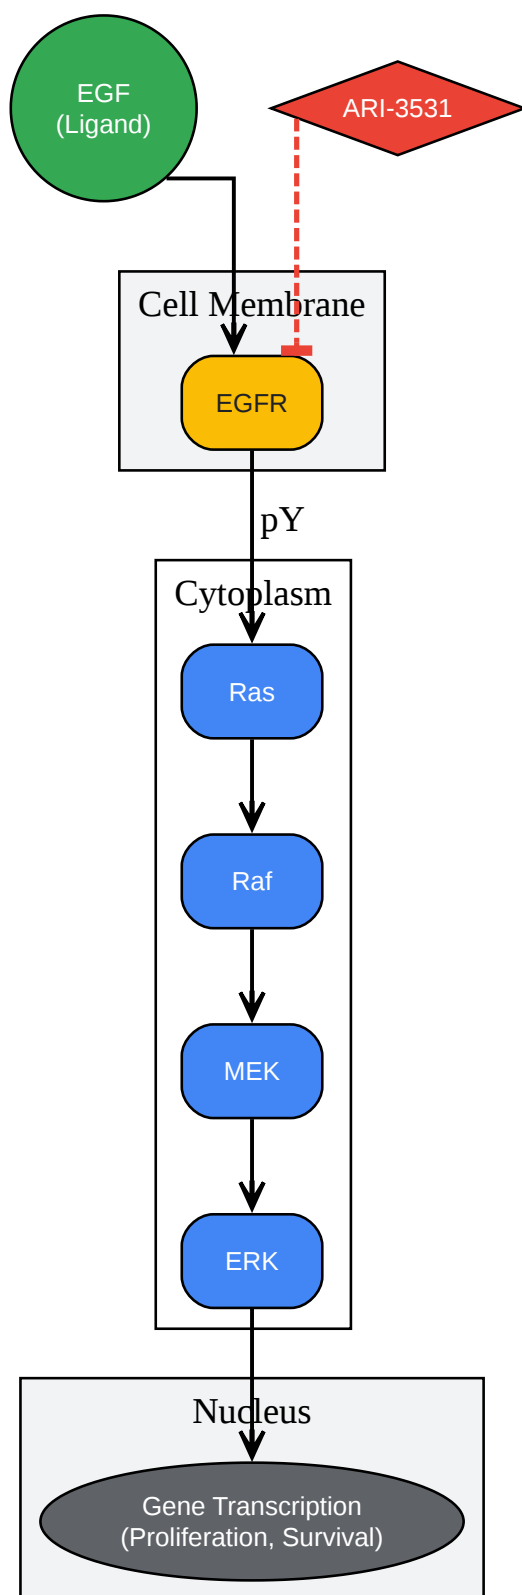 EGF
(Ligand)
ARI-3531
Cell Membrane
EGFR
pY
Cytoplasm
Ras
Raf
MEK
ERK
Nucleus
Gene Transcription
(Proliferation, Survival)